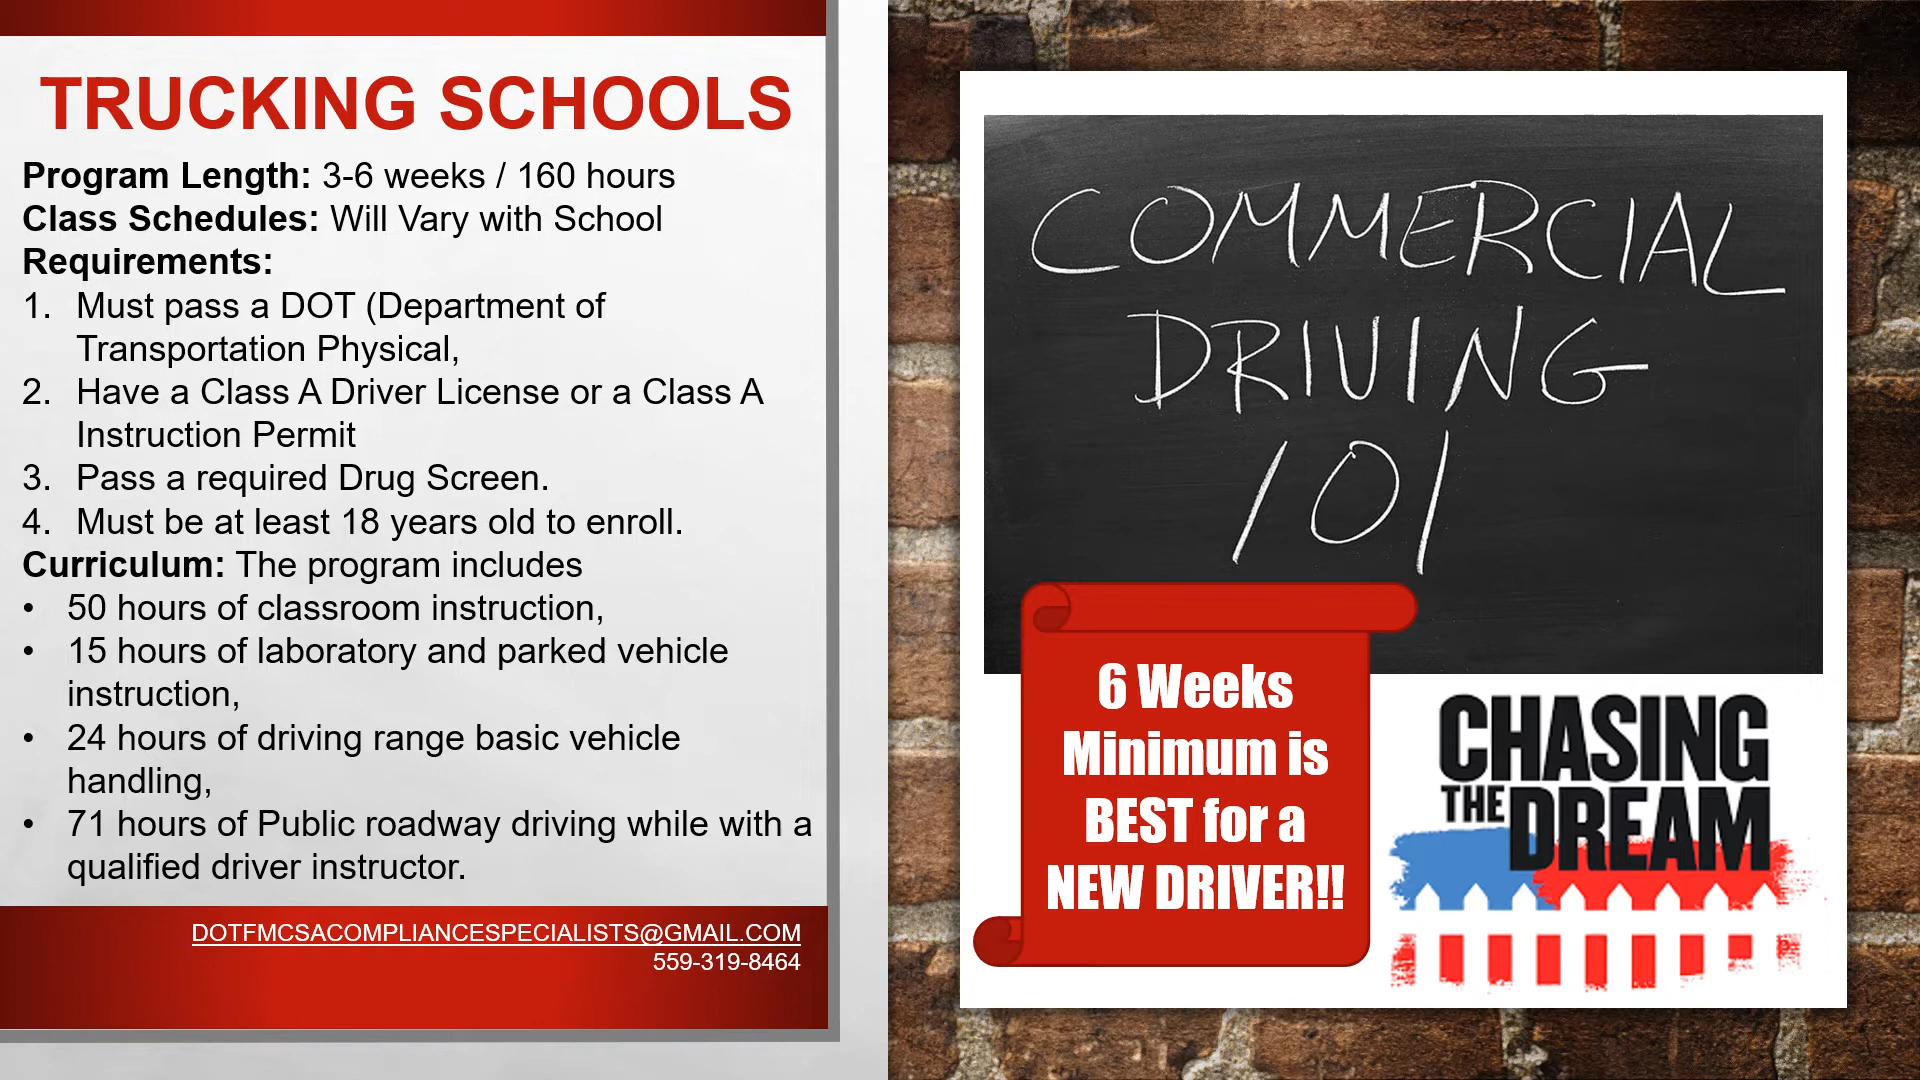 TRUCKING SCHOOLS
Program Length: 3-6 weeks / 160 hours
Class Schedules: Will Vary with School
Requirements:
1. Must pass a DOT (Department of
Transportation Physical,
2. Have a Class A Driver License or a Class A
Instruction Permit
3. Pass a required Drug Screen.
4. Must be at least 18 years old to enroll.
Curriculum: The program includes
• 50 hours of classroom instruction,
• 15 hours of laboratory and parked vehicle
instruction,
• 24 hours of driving range basic vehicle
handling,
• 71 hours of Public roadway driving while with a
qualified driver instructor.
DOTFMCSACOMPLIANCESPECIALISTS@GMAIL.COM
559-319-8464
COMMERCIAL
DRIVING
101
6 Weeks
Minimum is
BEST for a
NEW DRIVER!!
CHASING
THE DREAM